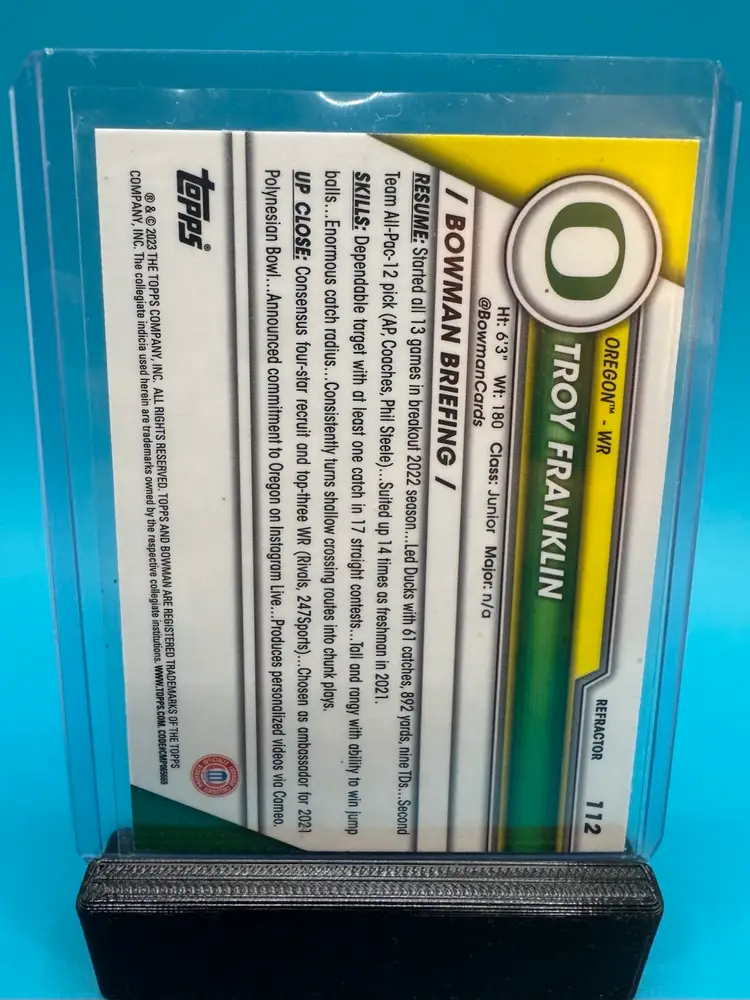 O
OREGON™ - WR
REFRACTOR
112
TROY FRANKLIN
Ht: 6'3" Wt: 180 Class: Junior Major: n/a
@BowmanCards
/ BOWMAN BRIEFING /
RESUME: Started all 13 games in breakout 2022 season...Led Ducks with 61 catches, 892 yards, nine TDs...Second
Team All-Pac-12 pick (AP, Coaches, Phil Steele)...Suited up 14 times as freshman in 2021.
SKILLS: Dependable target with at least one catch in 17 straight contests...Tall and rangy with ability to win jump
balls...Enormous catch radius...Consistently turns shallow crossing routes into chunk plays.
UP CLOSE: Consensus four-star recruit and top-three WR (Rivals, 247Sports)...Chosen as ambassador for 2021
Polynesian Bowl...Announced commitment to Oregon on Instagram Live...Produces personalized videos via Cameo.
topps®
® & © 2023 THE TOPPS COMPANY, INC. ALL RIGHTS RESERVED. TOPPS AND BOWMAN ARE REGISTERED TRADEMARKS OF THE TOPPS
COMPANY, INC. The collegiate indicia used herein are trademarks owned by the respective collegiate institutions. WWW.TOPPS.COM. CODE#CMP065669